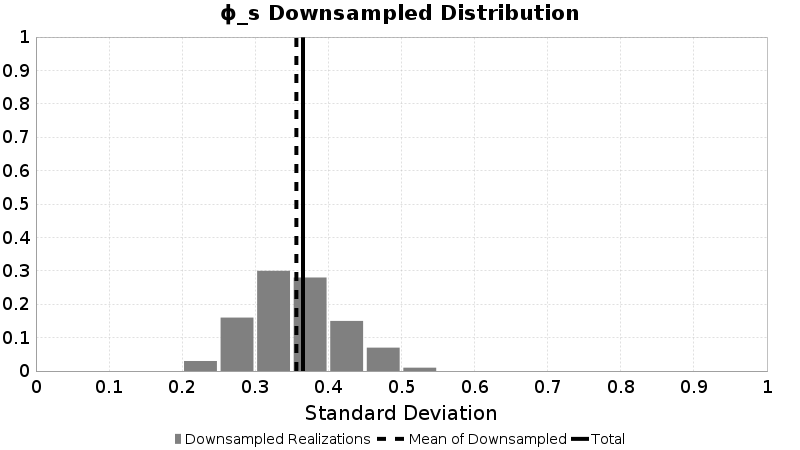 ϕ_s Downsampled Distribution
1
0.9
0.8
0.7
0.6
0.5
0.4
0.3
0.2
0.1
0
0 0.1 0.2 0.3 0.4 0.5 0.6 0.7 0.8 0.9 1
Standard Deviation
Downsampled Realizations Mean of Downsampled Total